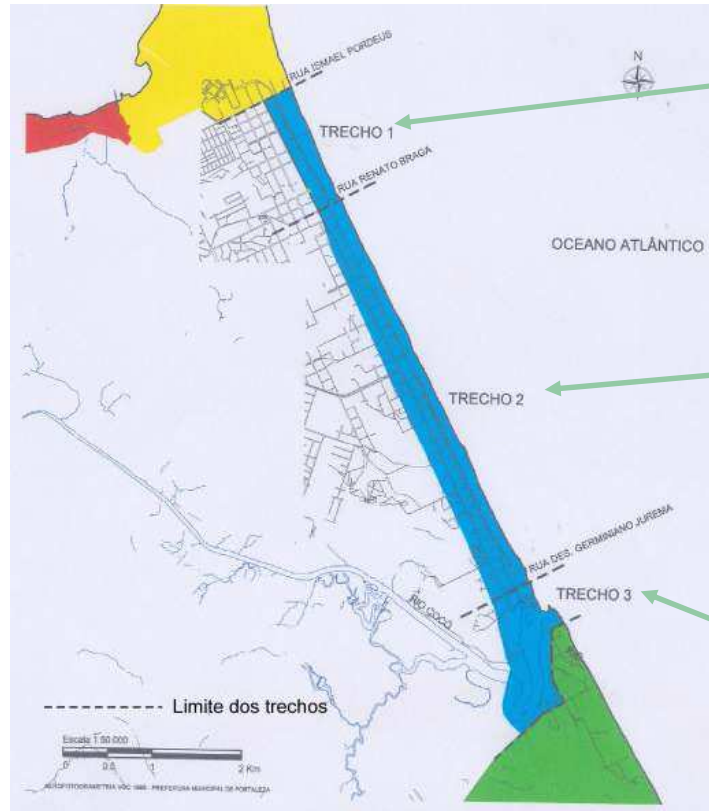 RUA ISMAEL PORDEUS
N
TRECHO 1
RUA RENATO BRAGA
OCEANO ATLÂNTICO
TRECHO 2
RUA DES. GERMINIANO JUREMA
TRECHO 3
RIO COCO
Limite dos trechos
Escala 1:50.000
0 0,5 1 2 Km
PREFEITURA MUNICIPAL DE FORTALEZA